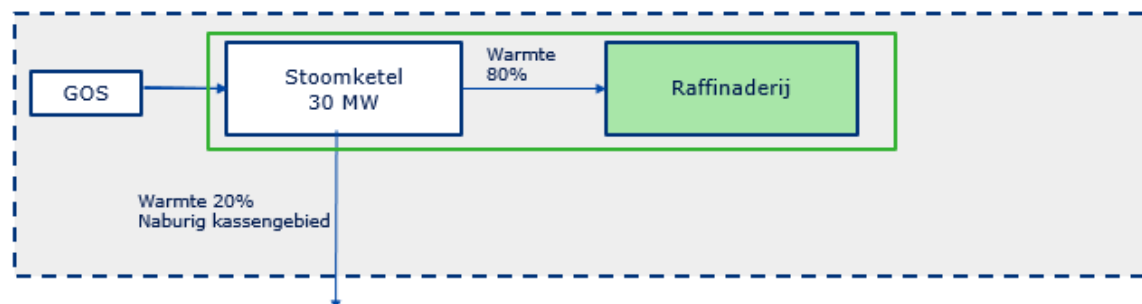 GOS
Stoomketel
30 MW
Warmte
80%
Raffinaderij
Warmte 20%
Naburig kassengebied